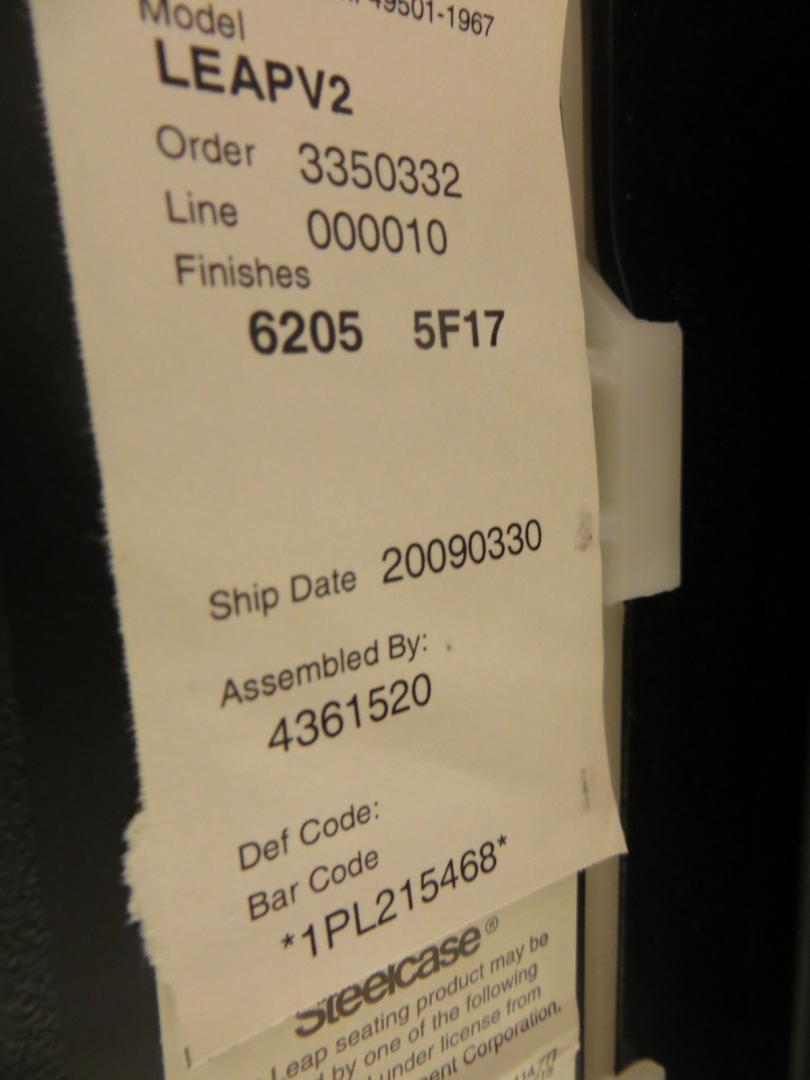 49501-1967
Model
LEAPV2
Order 3350332
Line 000010
Finishes
6205 5F17
Ship Date 20090330
Assembled By:
4361520
Def Code:
Bar Code
*1PL215468*
Steelcase®
Leap seating product may be
by one of the following
under license from
Corporation.